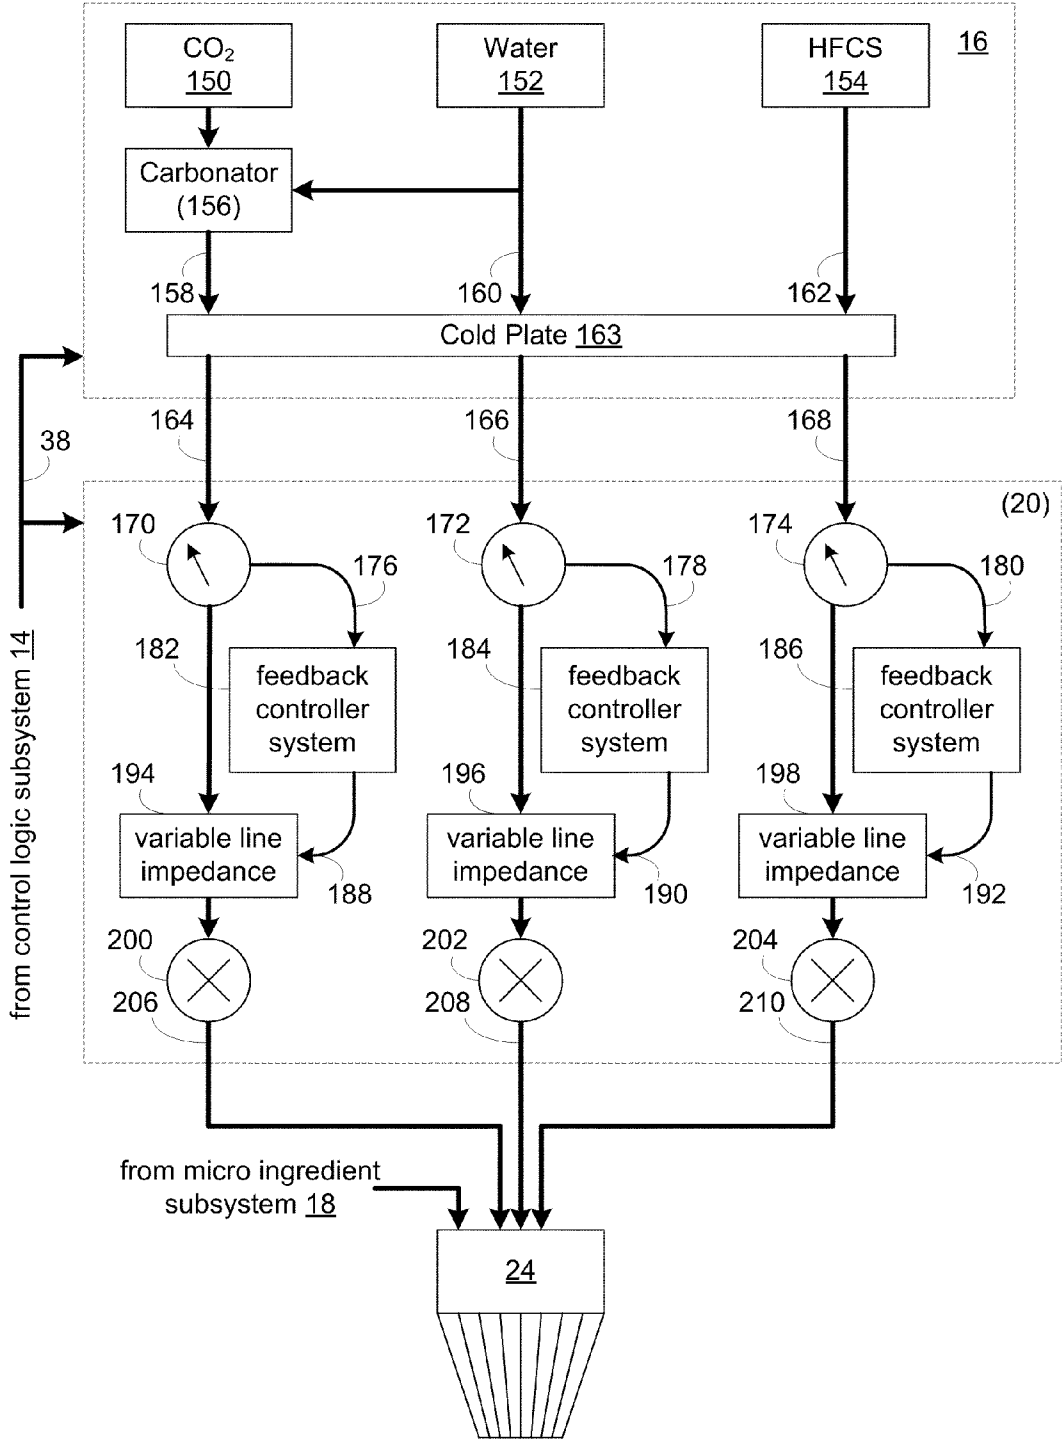 CO₂
150
Water
152
HFCS
154
16
Carbonator
(156)
158
160
162
Cold Plate 163
164
166
168
38
(20)
170
172
174
176
178
180
from control logic subsystem 14
182
184
186
feedback
controller
system
feedback
controller
system
feedback
controller
system
194
196
198
variable line
impedance
variable line
impedance
variable line
impedance
188
190
192
200
202
204
206
208
210
from micro ingredient
subsystem 18
24